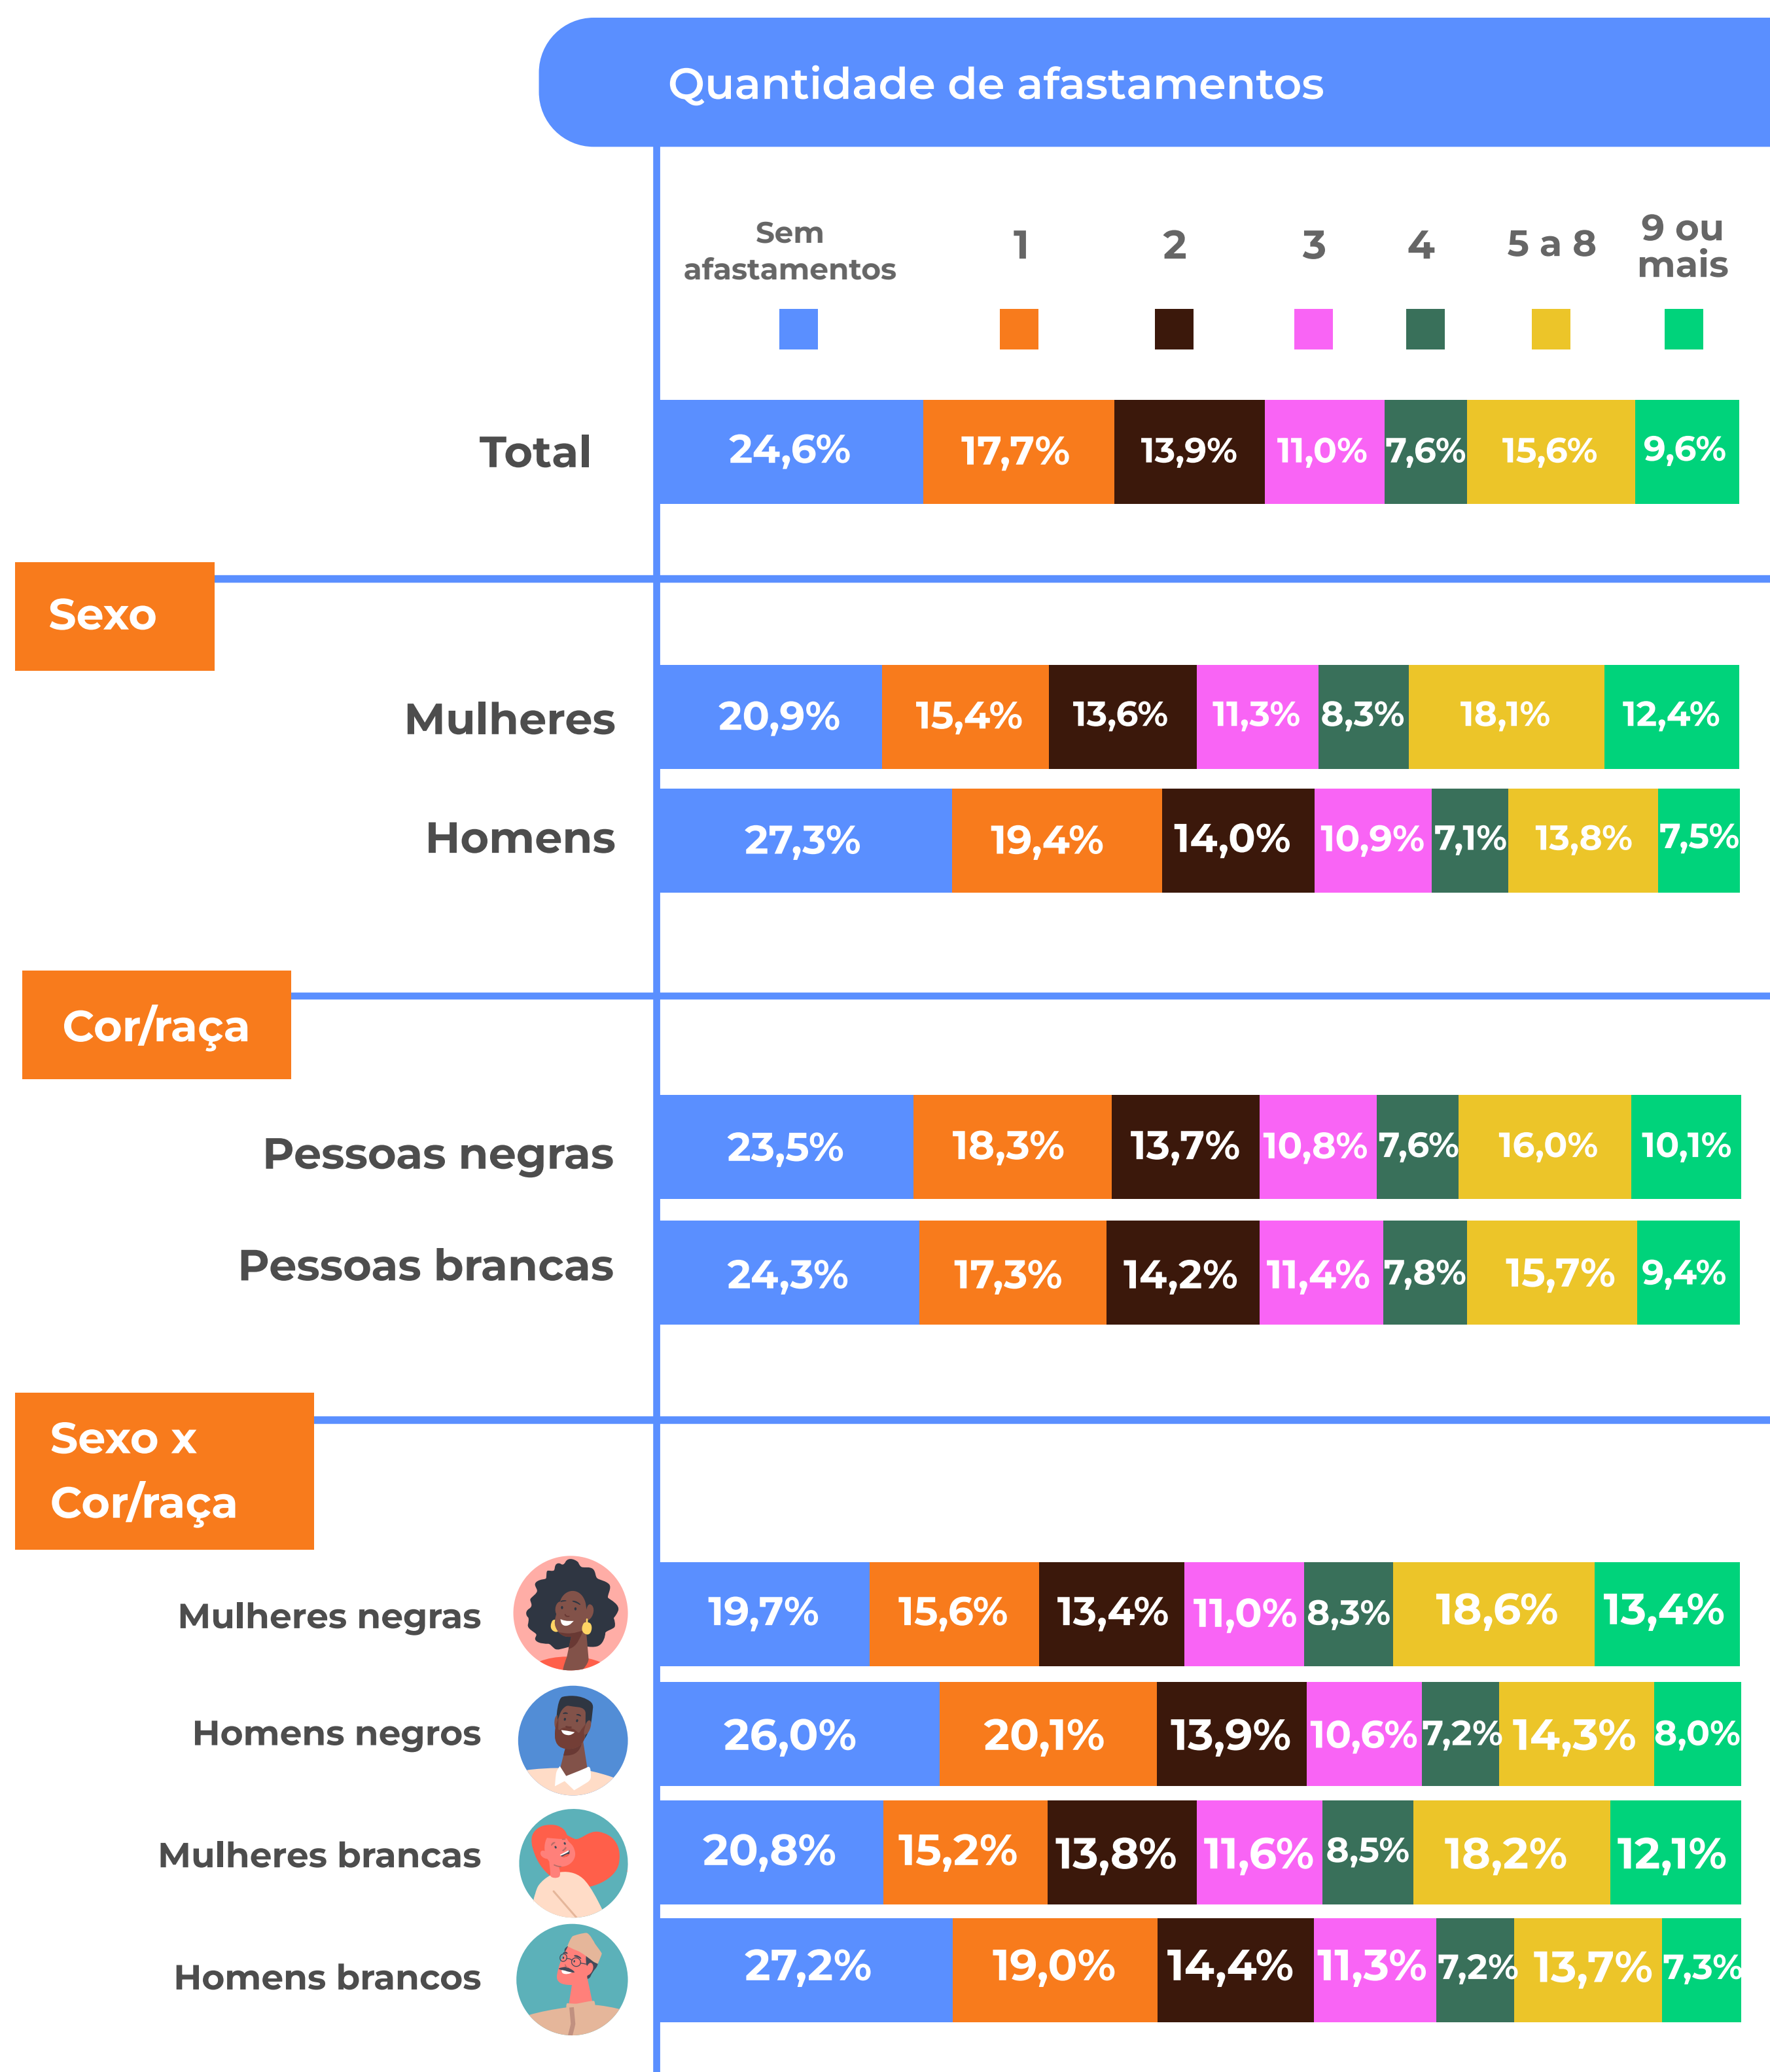 Quantidade de afastamentos
Sem
afastamentos
1
2
3
4
5 a 8
9 ou
mais
Total
24,6% 17,7% 13,9% 11,0% 7,6% 15,6% 9,6%
Sexo
Mulheres
20,9% 15,4% 13,6% 11,3% 8,3% 18,1% 12,4%
Homens
27,3% 19,4% 14,0% 10,9% 7,1% 13,8% 7,5%
Cor/raça
Pessoas negras
23,5% 18,3% 13,7% 10,8% 7,6% 16,0% 10,1%
Pessoas brancas
24,3% 17,3% 14,2% 11,4% 7,8% 15,7% 9,4%
Sexo x
Cor/raça
Mulheres negras
19,7% 15,6% 13,4% 11,0% 8,3% 18,6% 13,4%
Homens negros
26,0% 20,1% 13,9% 10,6% 7,2% 14,3% 8,0%
Mulheres brancas
20,8% 15,2% 13,8% 11,6% 8,5% 18,2% 12,1%
Homens brancos
27,2% 19,0% 14,4% 11,3% 7,2% 13,7% 7,3%